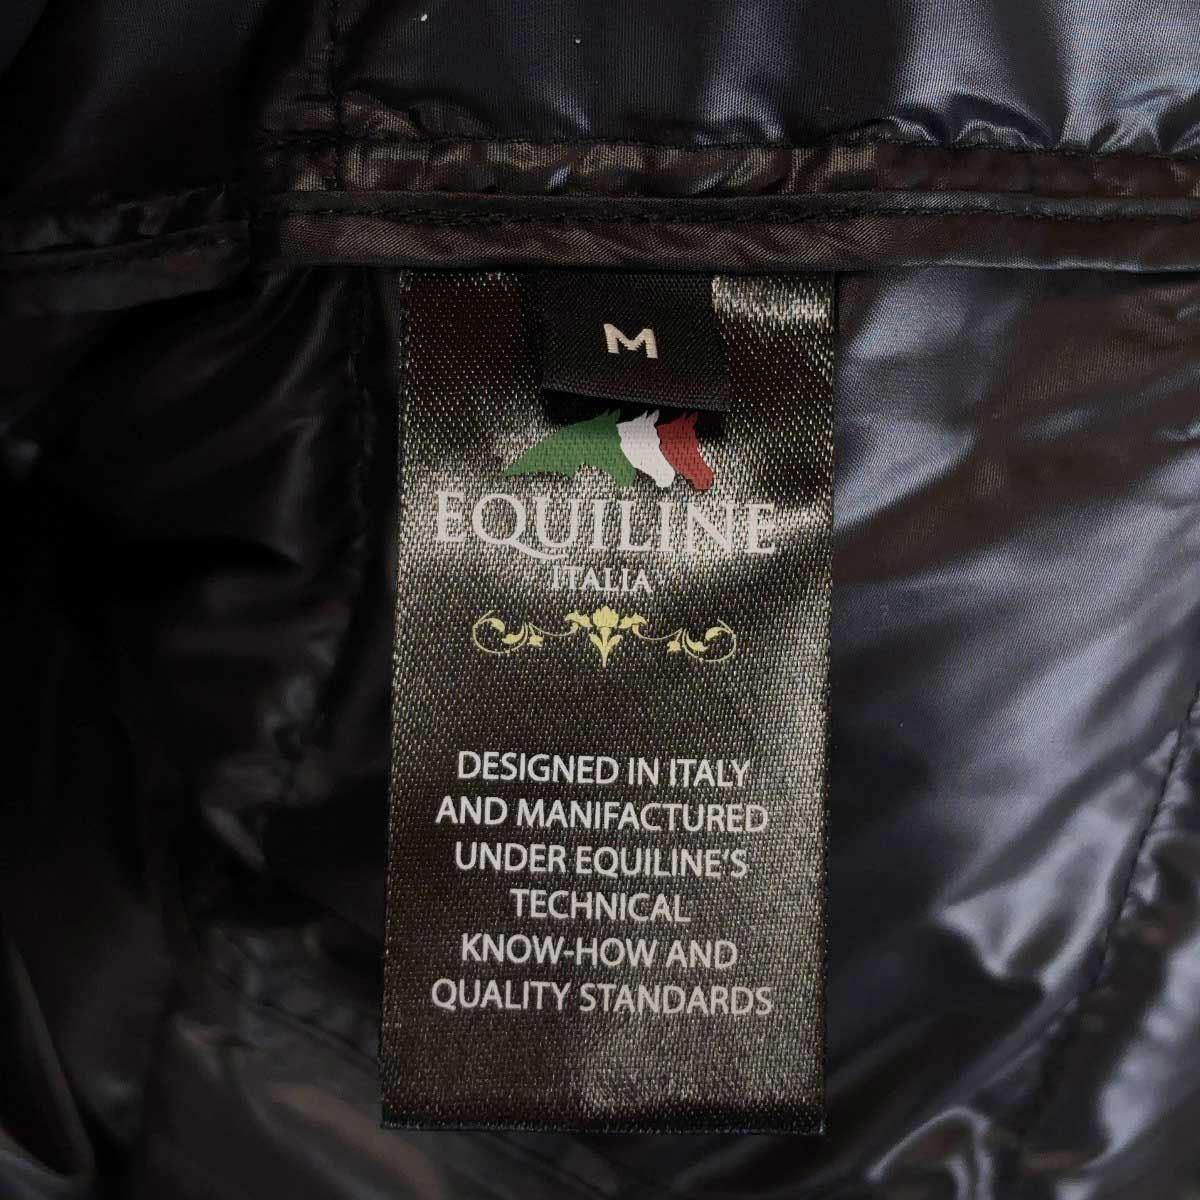 M
EQUILINE
ITALIA
DESIGNED IN ITALY
AND MANIFACTURED
UNDER EQUILINE'S
TECHNICAL
KNOW-HOW AND
QUALITY STANDARDS